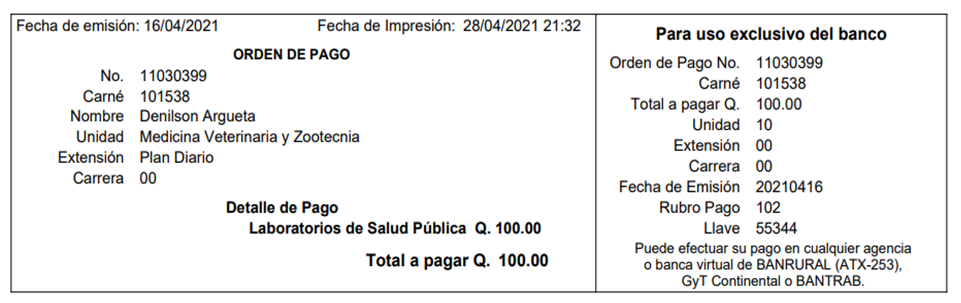 Fecha de emisión: 16/04/2021 Fecha de Impresión: 28/04/2021 21:32
ORDEN DE PAGO
No. 11030399
Carné 101538
Nombre Denilson Argueta
Unidad Medicina Veterinaria y Zootecnia
Extensión Plan Diario
Carrera 00
Detalle de Pago
Laboratorios de Salud Pública Q. 100.00
Total a pagar Q. 100.00
Para uso exclusivo del banco
Orden de Pago No. 11030399
Carné 101538
Total a pagar Q. 100.00
Unidad 10
Extensión 00
Carrera 00
Fecha de Emisión 20210416
Rubro Pago 102
Llave 55344
Puede efectuar su pago en cualquier agencia
o banca virtual de BANRURAL (ATX-253),
GyT Continental o BANTRAB.